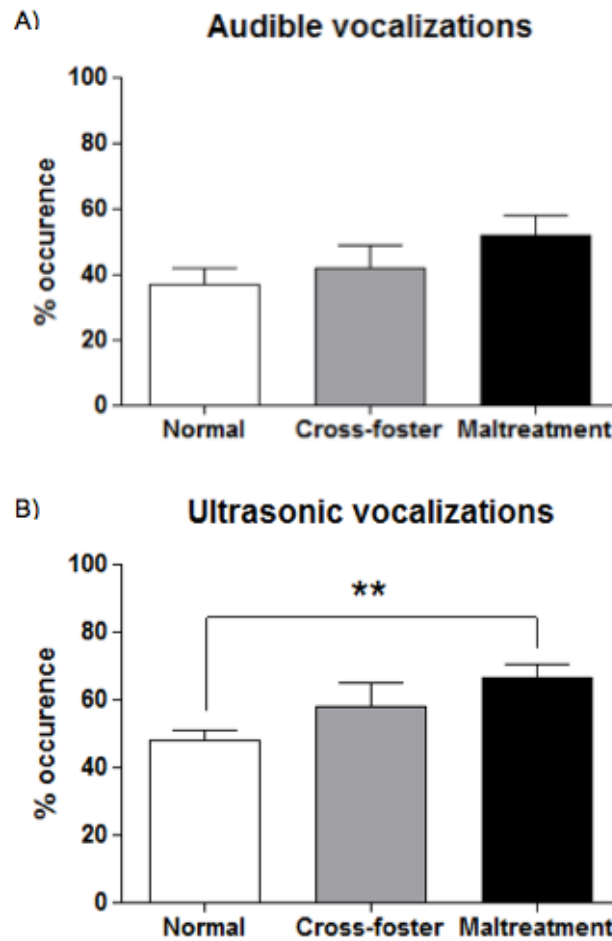 A)
Audible vocalizations
100
80
60
40
20
0
% occurence
Normal Cross-foster Maltreatment
B)
Ultrasonic vocalizations
100
80
60
40
20
0
% occurence
**
Normal Cross-foster Maltreatment